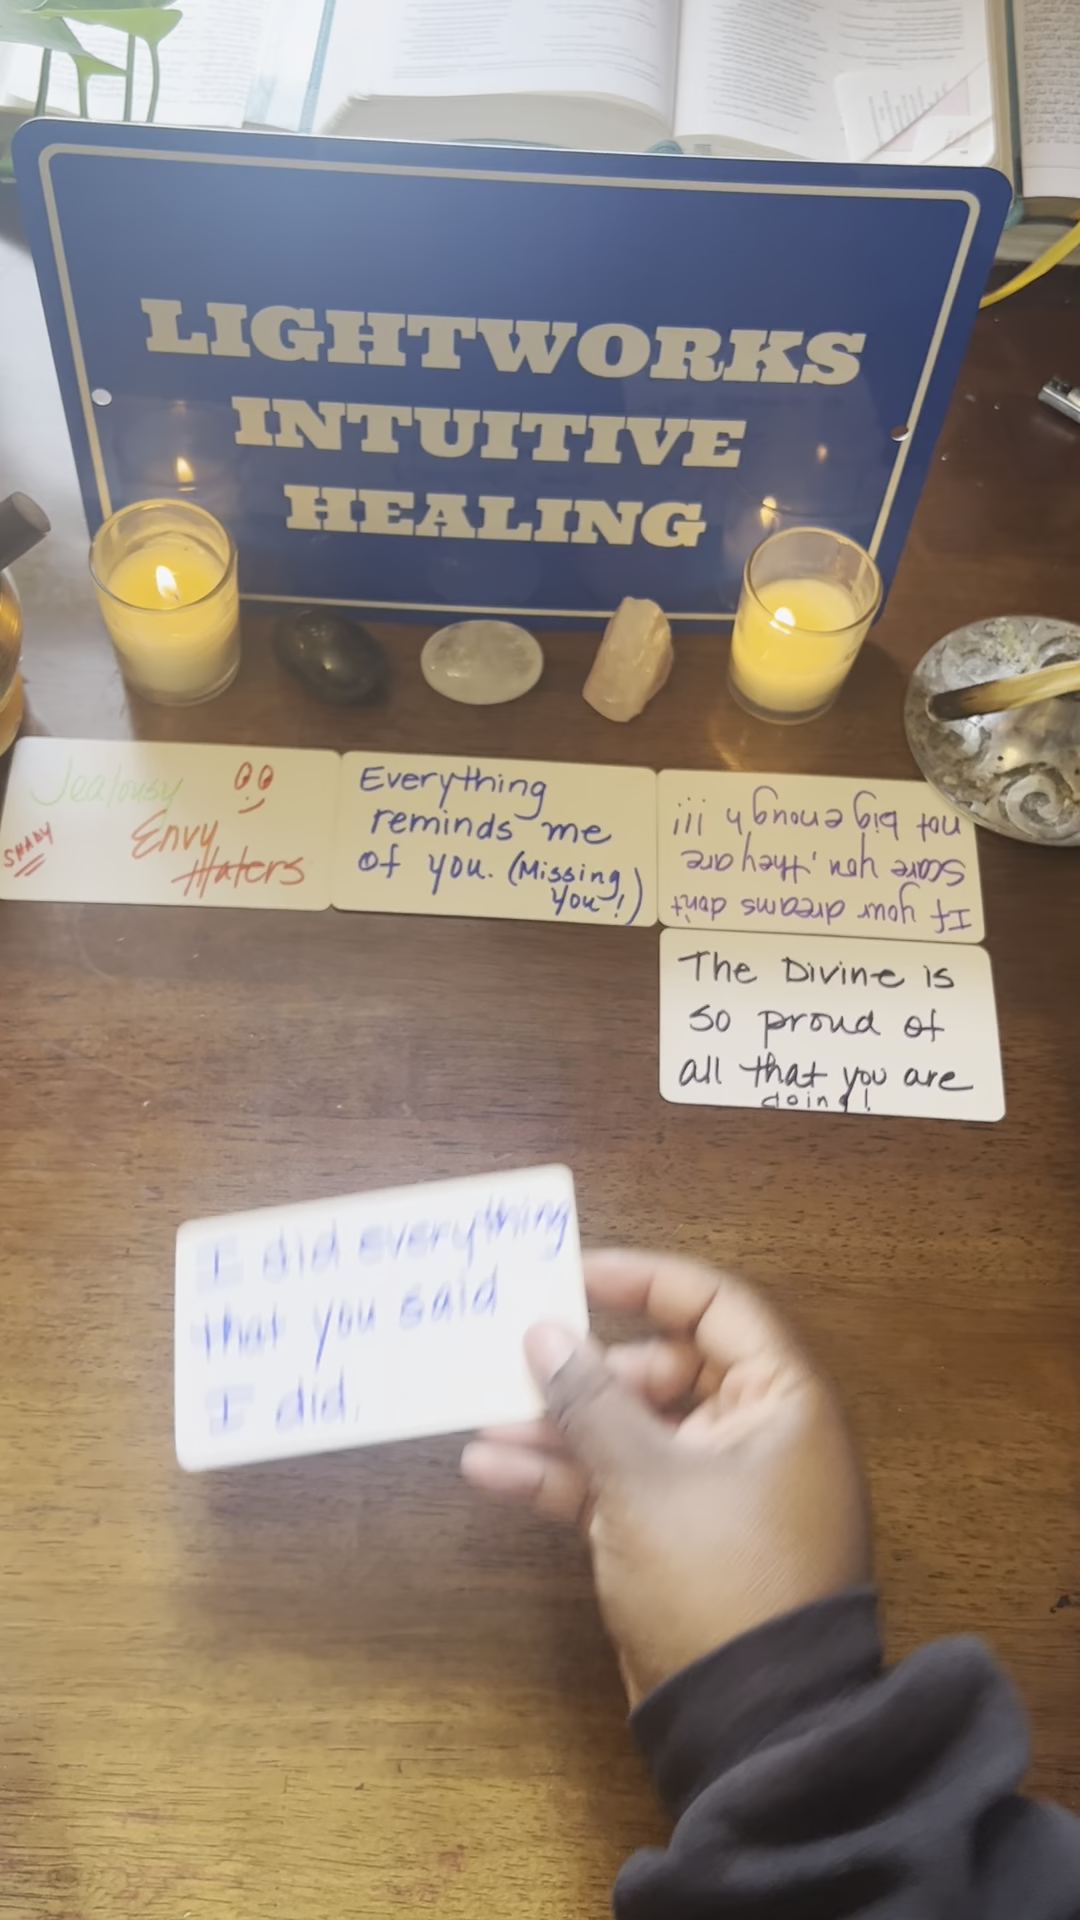 LIGHTWORKS
INTUITIVE
HEALING
Jealousy
SHADY
Envy
Haters
Everything
reminds me
of you. (Missing
You!)
If your dreams don't
scare you, they are
not big enough !!!
The Divine is
so proud of
all that you are
doing!
I did everything
that you said
I did.